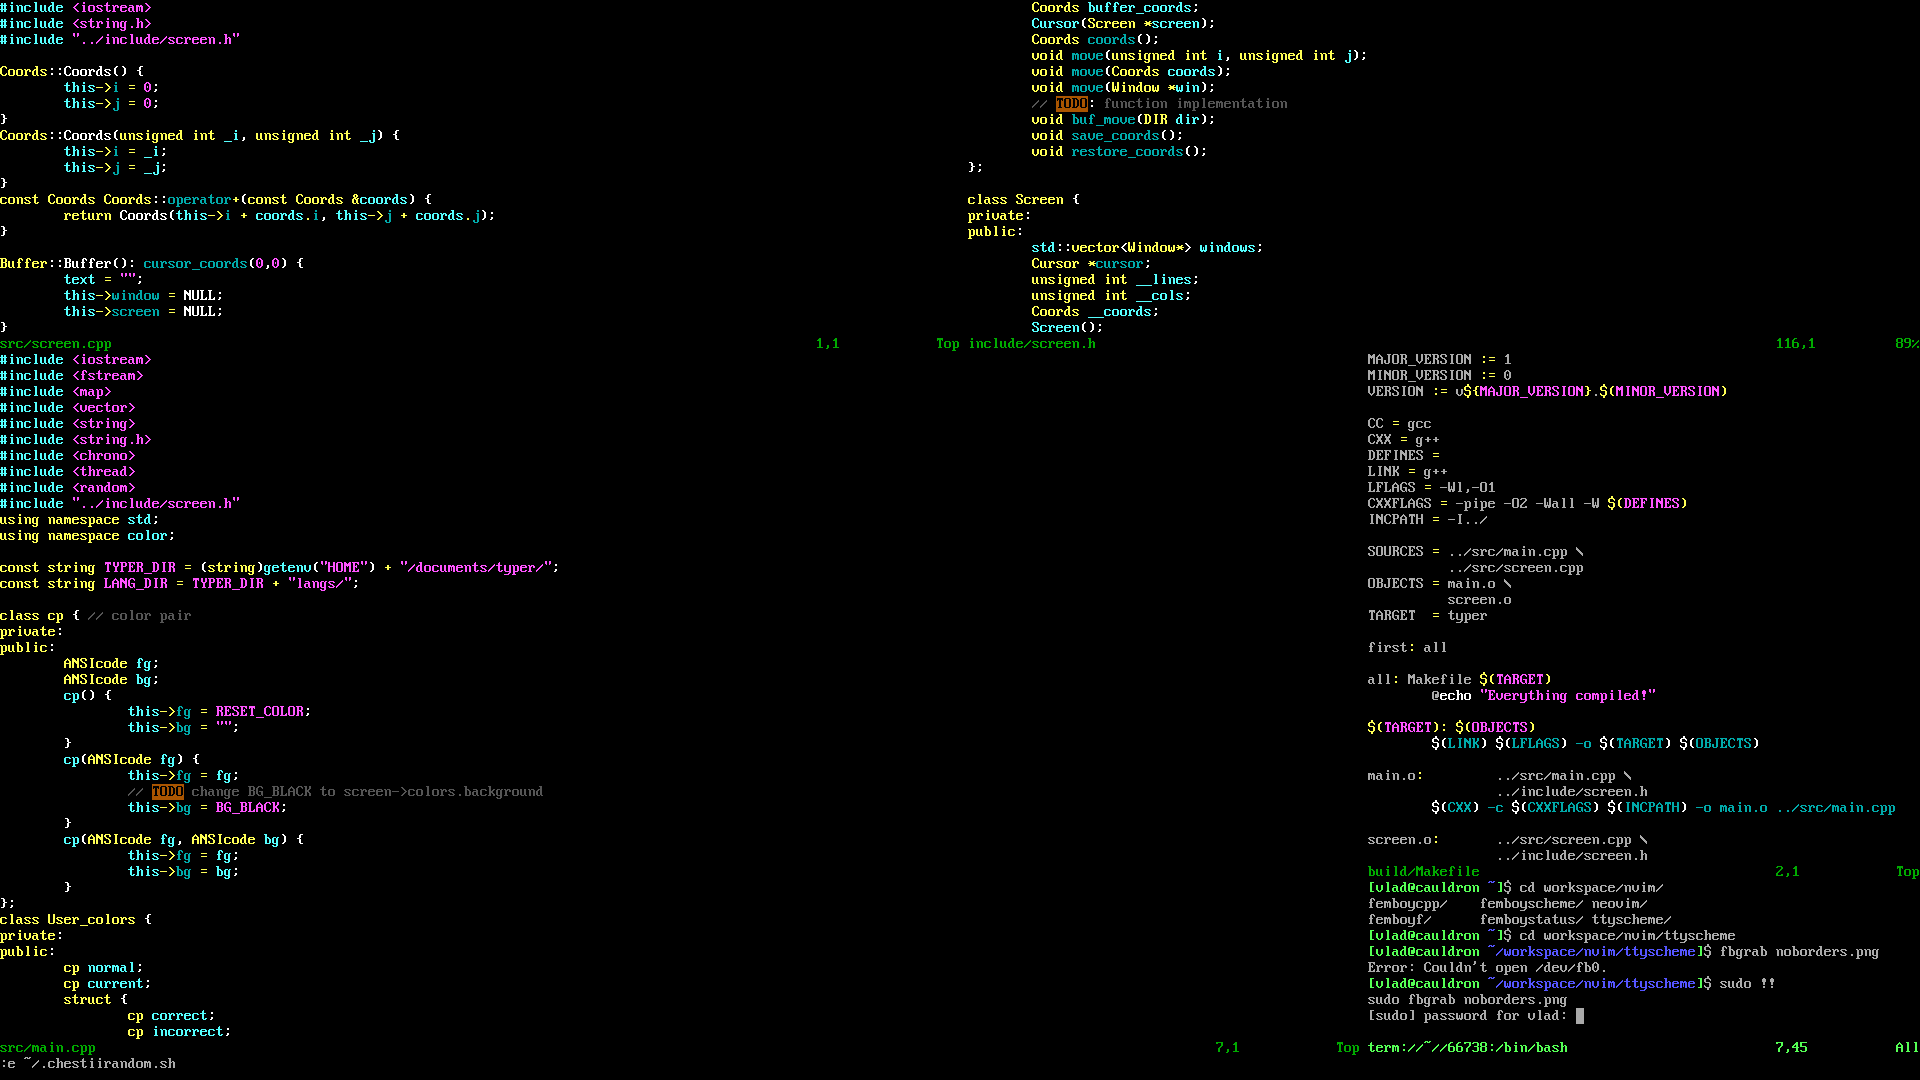 #include <iostream>
#include <string.h>
#include "../include/screen.h"

Coords::Coords() {
        this->i = 0;
        this->j = 0;
}
Coords::Coords(unsigned int _i, unsigned int _j) {
        this->i = _i;
        this->j = _j;
}
const Coords Coords::operator+(const Coords &coords) {
        return Coords(this->i + coords.i, this->j + coords.j);
}

Buffer::Buffer(): cursor_coords(0,0) {
        text = "";
        this->window = NULL;
        this->screen = NULL;
}
src/screen.cpp 1,1 Top
        Coords buffer_coords;
        Cursor(Screen *screen);
        Coords coords();
        void move(unsigned int i, unsigned int j);
        void move(Coords coords);
        void move(Window *win);
        // TODO: function implementation
        void buf_move(DIR dir);
        void save_coords();
        void restore_coords();
};

class Screen {
private:
public:
        std::vector<Window*> windows;
        Cursor *cursor;
        unsigned int __lines;
        unsigned int __cols;
        Coords __coords;
        Screen();
include/screen.h 116,1 89%
#include <iostream>
#include <fstream>
#include <map>
#include <vector>
#include <string>
#include <string.h>
#include <chrono>
#include <thread>
#include <random>
#include "../include/screen.h"
using namespace std;
using namespace color;

const string TYPER_DIR = (string)getenv("HOME") + "/documents/typer/";
const string LANG_DIR = TYPER_DIR + "langs/";

class cp { // color pair
private:
public:
        ANSIcode fg;
        ANSIcode bg;
        cp() {
                this->fg = RESET_COLOR;
                this->bg = "";
        }
        cp(ANSIcode fg) {
                this->fg = fg;
                // TODO change BG_BLACK to screen->colors.background
                this->bg = BG_BLACK;
        }
        cp(ANSIcode fg, ANSIcode bg) {
                this->fg = fg;
                this->bg = bg;
        }
};
class User_colors {
private:
public:
        cp normal;
        cp current;
        struct {
                cp correct;
                cp incorrect;
src/main.cpp 7,1 Top
MAJOR_VERSION := 1
MINOR_VERSION := 0
VERSION := v${MAJOR_VERSION}.$(MINOR_VERSION)

CC = gcc
CXX = g++
DEFINES =
LINK = g++
LFLAGS = -Wl,-O1
CXXFLAGS = -pipe -O2 -Wall -W $(DEFINES)
INCPATH = -I../

SOURCES = ../src/main.cpp \
          ../src/screen.cpp
OBJECTS = main.o \
          screen.o
TARGET  = typer

first: all

all: Makefile $(TARGET)
        @echo "Everything compiled!"

$(TARGET): $(OBJECTS)
        $(LINK) $(LFLAGS) -o $(TARGET) $(OBJECTS)

main.o:         ../src/main.cpp \
                ../include/screen.h
        $(CXX) -c $(CXXFLAGS) $(INCPATH) -o main.o ../src/main.cpp

screen.o:       ../src/screen.cpp \
                ../include/screen.h
build/Makefile 2,1 Top
[vlad@cauldron ~]$ cd workspace/nvim/
femboycpp/    femboyscheme/ neovim/
femboyf/      femboystatus/ ttyscheme/
[vlad@cauldron ~]$ cd workspace/nvim/ttyscheme
[vlad@cauldron ~/workspace/nvim/ttyscheme]$ fbgrab noborders.png
Error: Couldn't open /dev/fb0.
[vlad@cauldron ~/workspace/nvim/ttyscheme]$ sudo !!
sudo fbgrab noborders.png
[sudo] password for vlad:
term://~//66738:/bin/bash 7,45 All
:e ~/.chestiirandom.sh